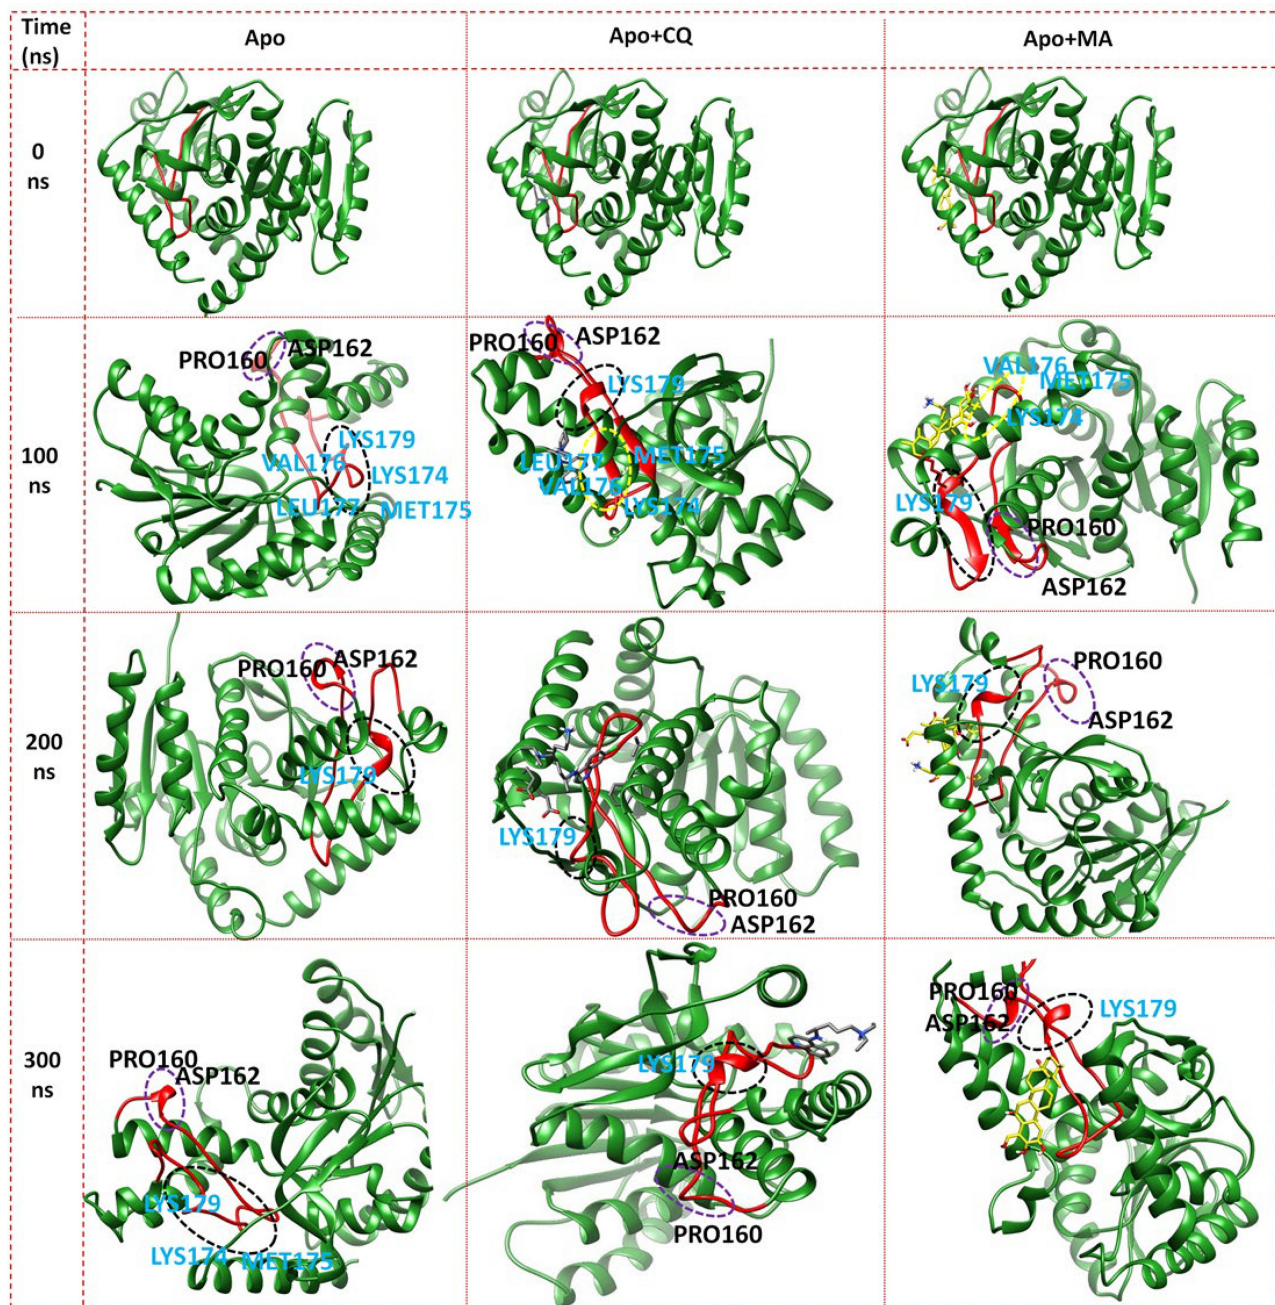 Time
(ns)
Apo
Apo+CQ
Apo+MA
0
ns
100
ns
PRO160
ASP162
LYS179
VAL176
LYS174
LEU177
MET175
PRO160
ASP162
LYS179
LEU177
MET175
VAL176
LYS174
VAL176
MET175
LYS174
LYS179
PRO160
ASP162
200
ns
PRO160
ASP162
LYS179
LYS179
PRO160
ASP162
LYS179
PRO160
ASP162
300
ns
PRO160
ASP162
LYS179
LYS174
MET175
LYS179
ASP162
PRO160
PRO160
ASP162
LYS179